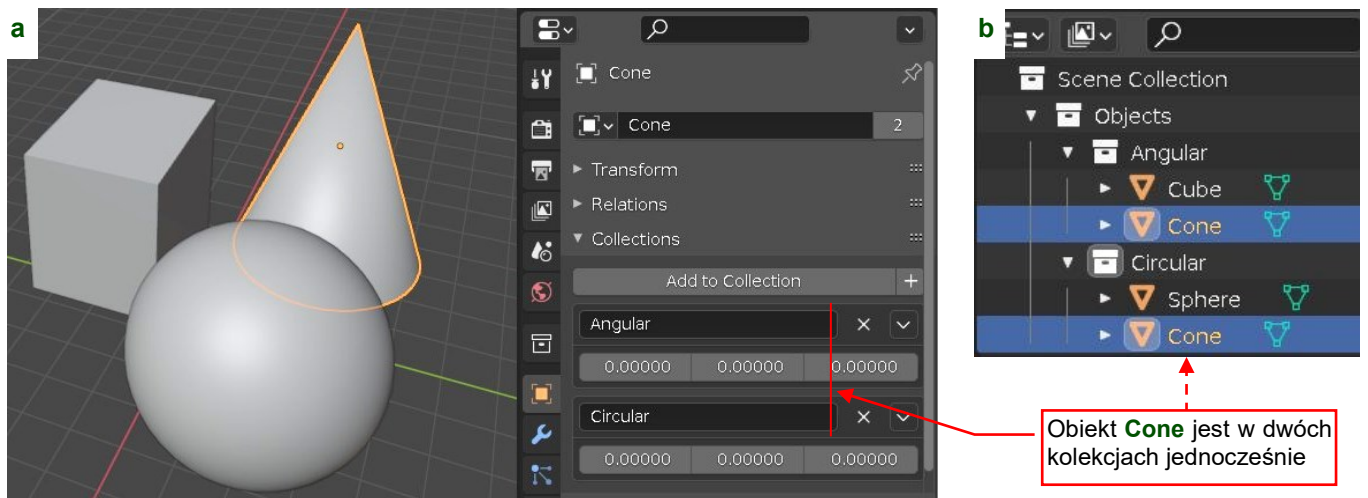 a
Cone
Cone 2
Transform
Relations
Collections
Add to Collection +
Angular
0.00000 0.00000 0.00000
Circular
0.00000 0.00000 0.00000
b
Scene Collection
Objects
Angular
Cube
Cone
Circular
Sphere
Cone
Obiekt Cone jest w dwóch
kolekcjach jednocześnie